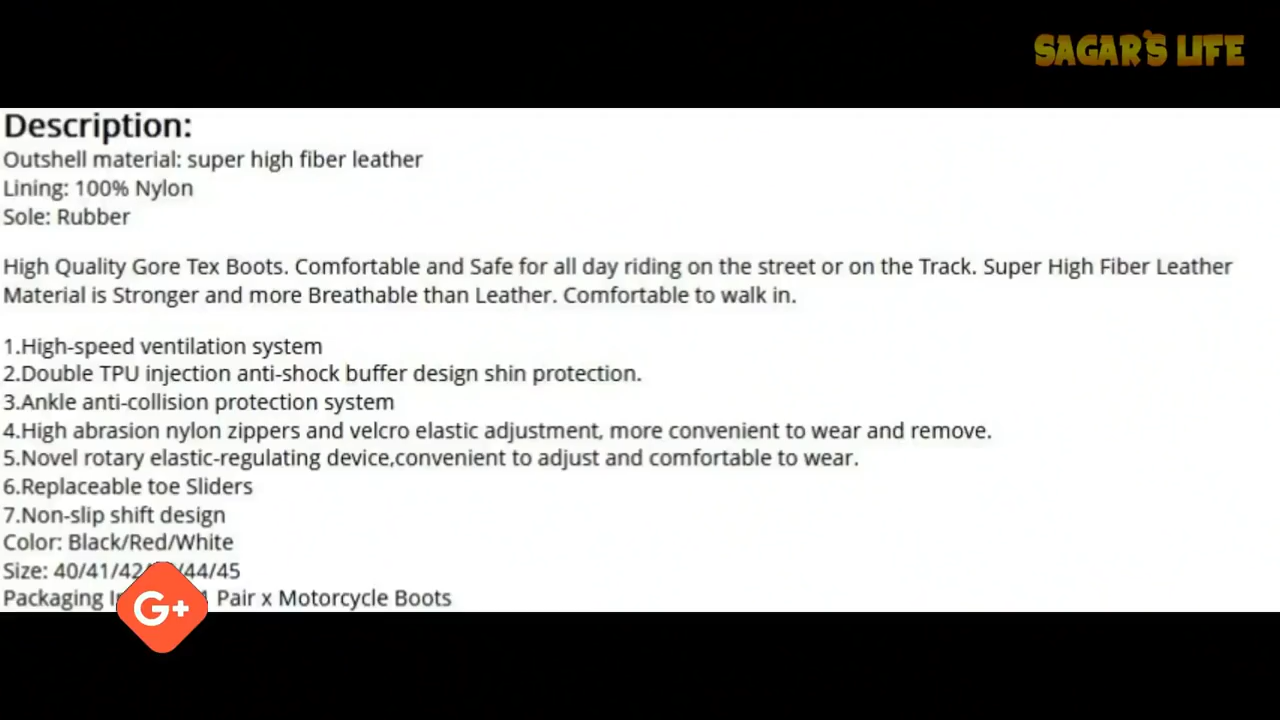 SAGAR'S LIFE
Description:
Outshell material: super high fiber leather
Lining: 100% Nylon
Sole: Rubber
High Quality Gore Tex Boots. Comfortable and Safe for all day riding on the street or on the Track. Super High Fiber Leather
Material is Stronger and more Breathable than Leather. Comfortable to walk in.
1.High-speed ventilation system
2.Double TPU injection anti-shock buffer design shin protection.
3.Ankle anti-collision protection system
4.High abrasion nylon zippers and velcro elastic adjustment, more convenient to wear and remove.
5.Novel rotary elastic-regulating device,convenient to adjust and comfortable to wear.
6.Replaceable toe Sliders
7.Non-slip shift design
Color: Black/Red/White
Size: 40/41/42/ /44/45
Packaging Pair x Motorcycle Boots
G+